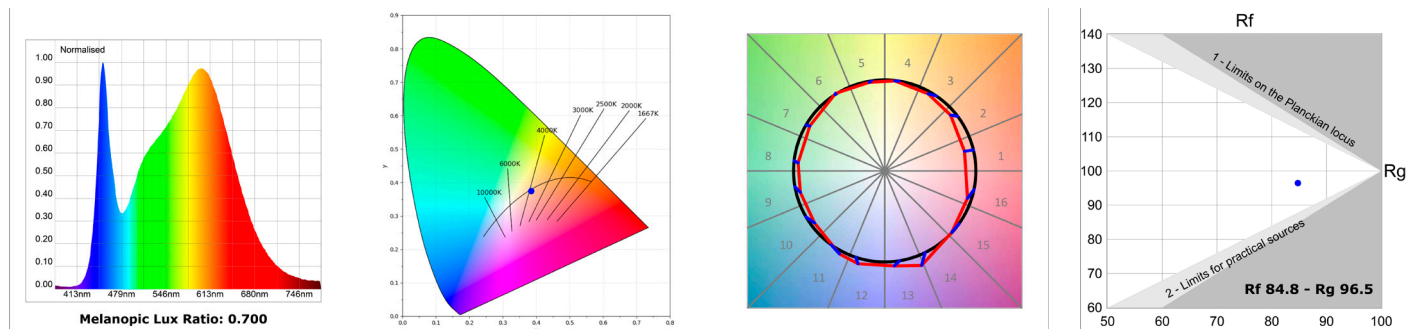 Normalised
1.00
0.90
0.80
0.70
0.60
0.50
0.40
0.30
0.20
0.10
0.00
413nm 479nm 546nm 613nm 680nm 746nm
Melanopic Lux Ratio: 0.700
0.9
0.8
0.7
0.6
0.5
0.4
0.3
0.2
0.1
0.0
y
0.0 0.1 0.2 0.3 0.4 0.5 0.6 0.7 0.8
10000K
6000K
4000K
3000K
2500K
2000K
1667K
1
2
3
4
5
6
7
8
9
10
11
12
13
14
15
16
Rf
140
130
120
110
100
90
80
70
60
50 60 70 80 90 100
Rg
1 - Limits on the Planckian locus
2 - Limits for practical sources
Rf 84.8 - Rg 96.5